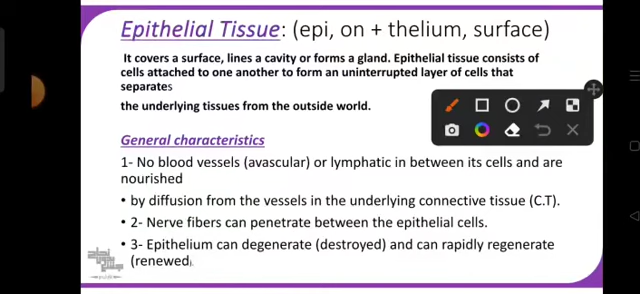 Epithelial Tissue: (epi, on + thelium, surface)
It covers a surface, lines a cavity or forms a gland. Epithelial tissue consists of
cells attached to one another to form an uninterrupted layer of cells that
separates
the underlying tissues from the outside world.
General characteristics
1- No blood vessels (avascular) or lymphatic in between its cells and are
nourished
• by diffusion from the vessels in the underlying connective tissue (C.T).
• 2- Nerve fibers can penetrate between the epithelial cells.
• 3- Epithelium can degenerate (destroyed) and can rapidly regenerate
(renewed).